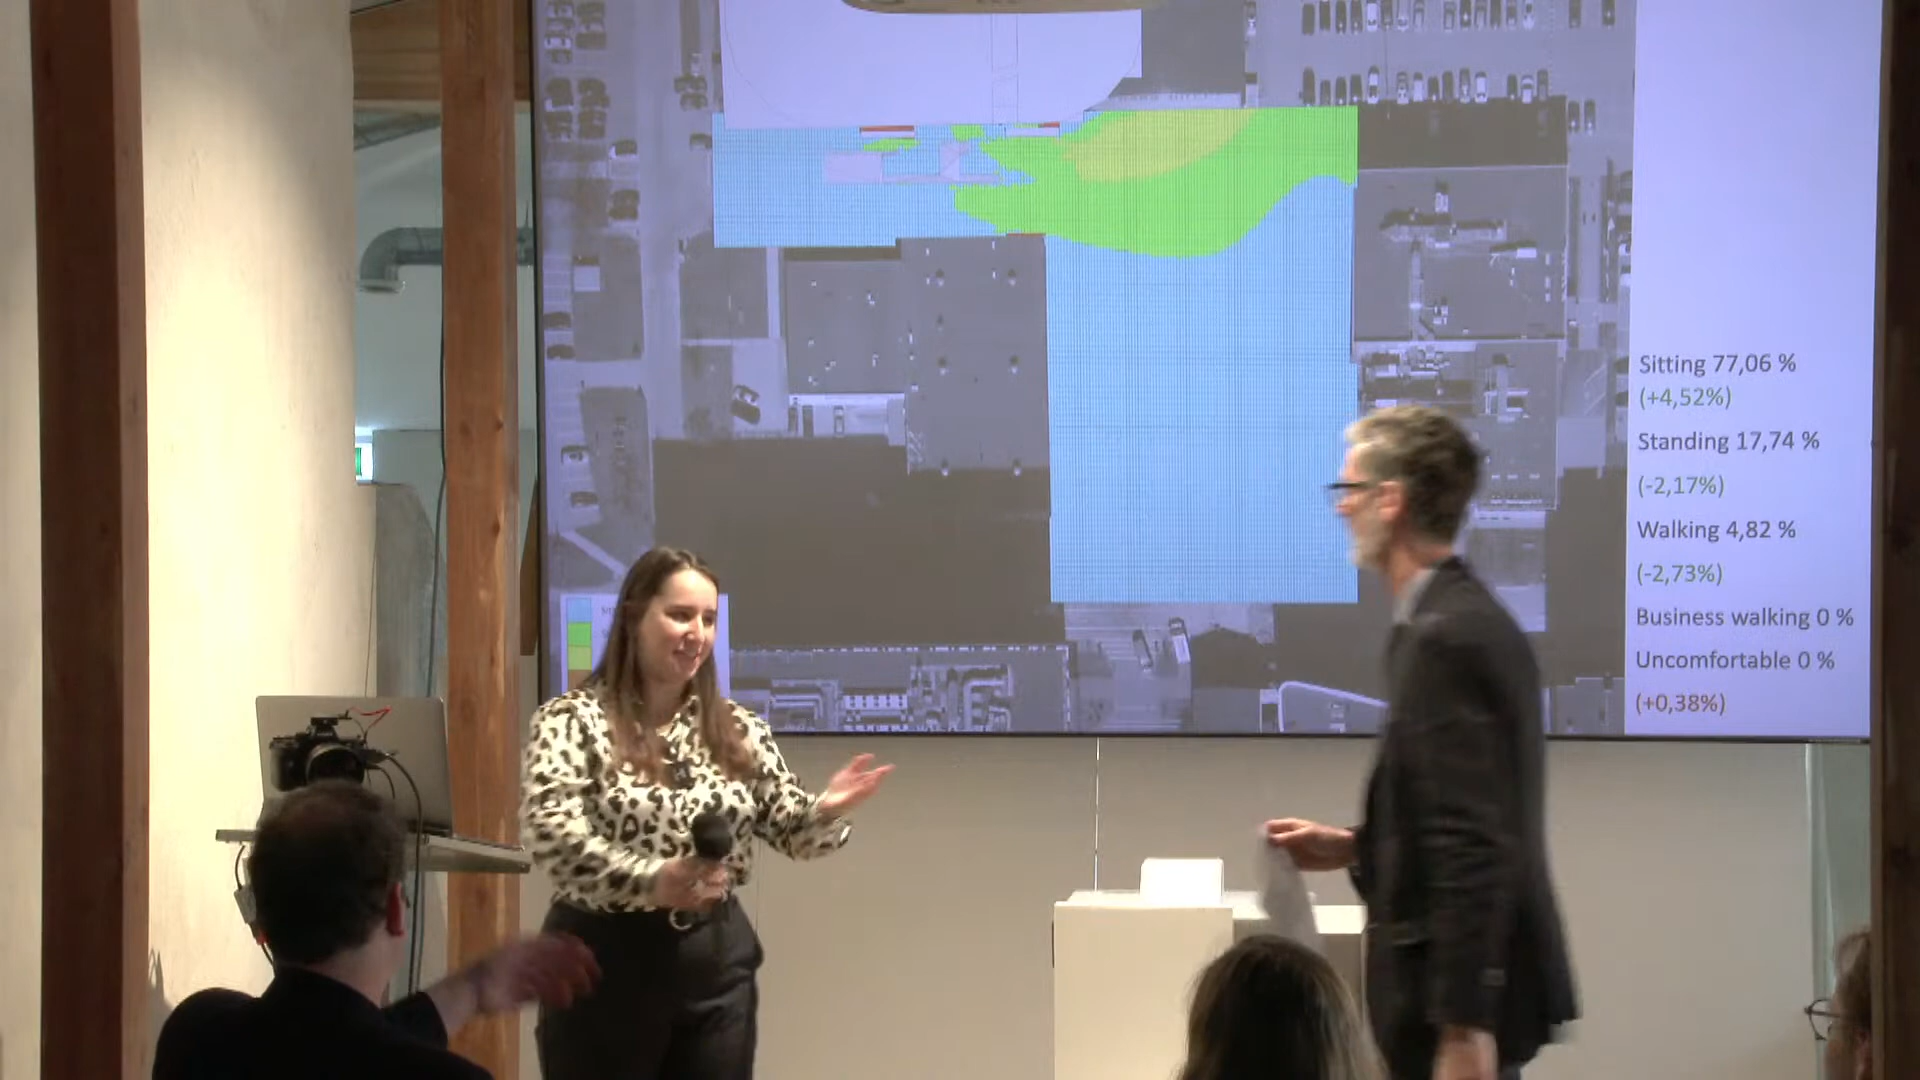 Sitting 77,06 %
(+4,52%)
Standing 17,74 %
(-2,17%)
Walking 4,82 %
(-2,73%)
Business walking 0 %
Uncomfortable 0 %
(+0,38%)